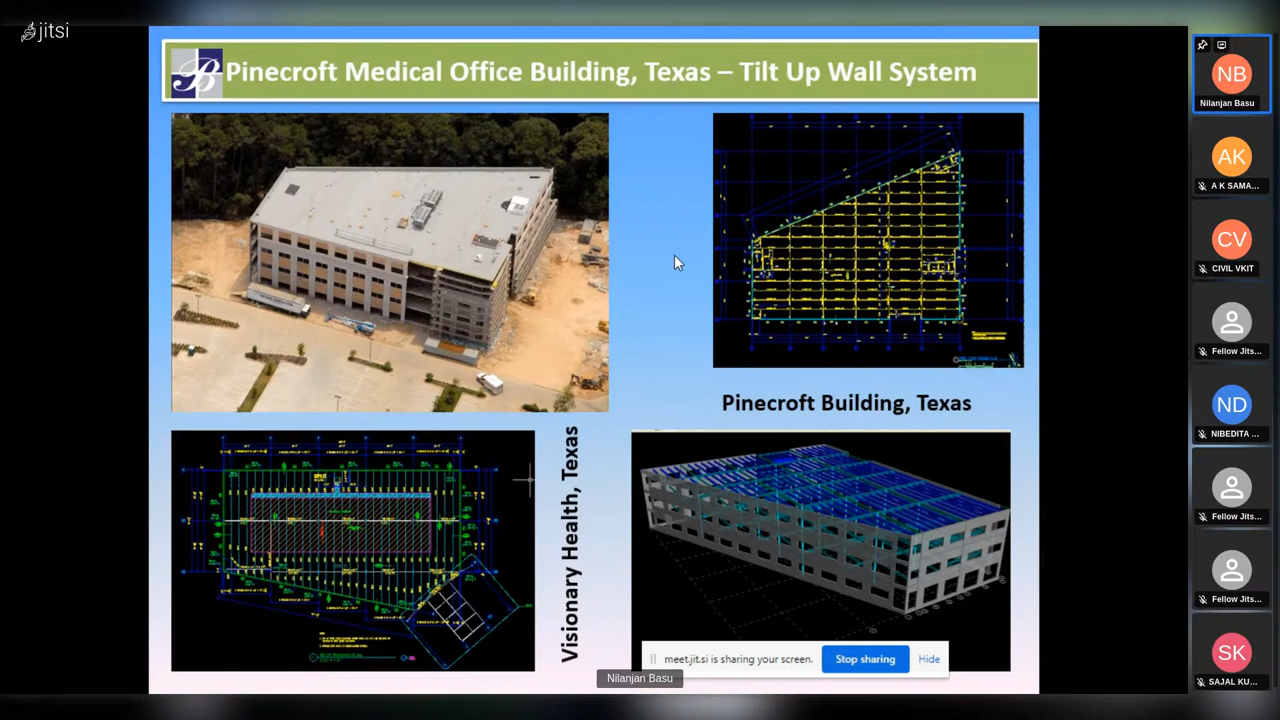 jitsi
Pinecroft Medical Office Building, Texas – Tilt Up Wall System
Pinecroft Building, Texas
Visionary Health, Texas
meet.jit.si is sharing your screen.
Stop sharing
Hide
Nilanjan Basu
NB
Nilanjan Basu
AK
A K SAMA...
CV
CIVIL VKIT
Fellow Jits...
ND
NIBEDITA ...
Fellow Jits...
Fellow Jits...
SK
SAJAL KU...